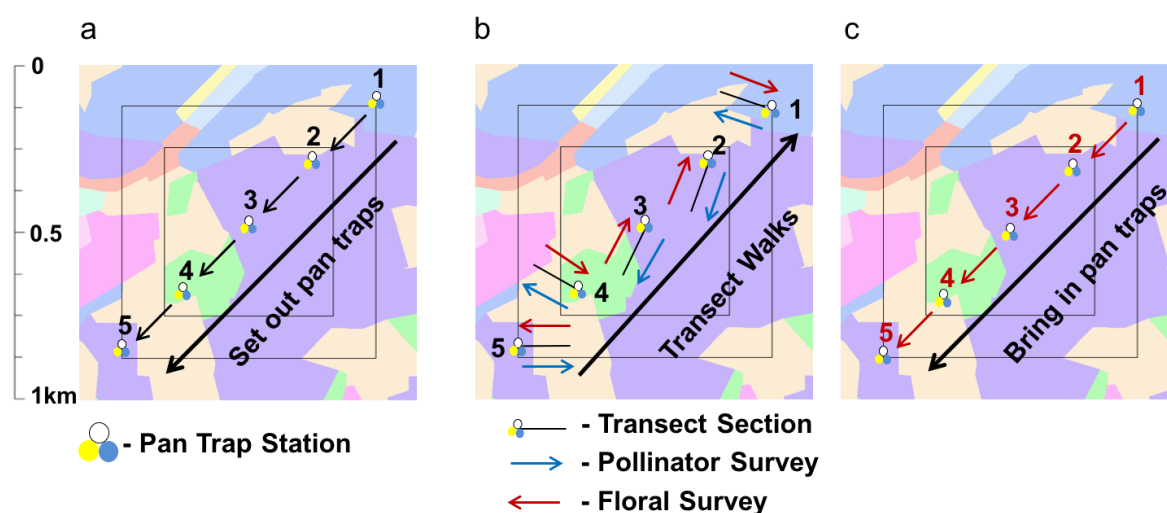 a
b
c
0
0.5
1km
1
2
3
4
5
Set out pan traps
1
2
3
4
5
Transect Walks
1
2
3
4
5
Bring in pan traps
- Pan Trap Station
- Transect Section
- Pollinator Survey
- Floral Survey